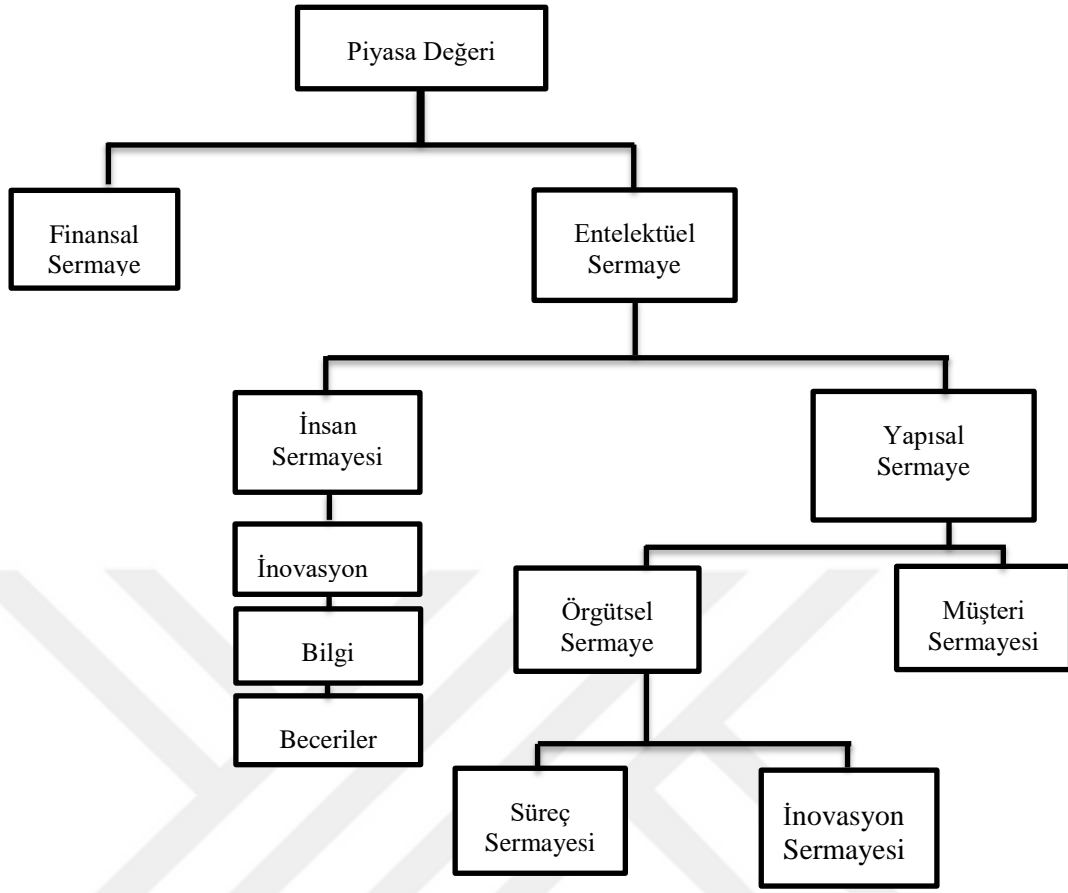 Piyasa Değeri
Finansal
Sermaye
Entelektüel
Sermaye
İnsan
Sermayesi
Yapısal
Sermaye
İnovasyon
Bilgi
Beceriler
Örgütsel
Sermaye
Müşteri
Sermayesi
Süreç
Sermayesi
İnovasyon
Sermayesi